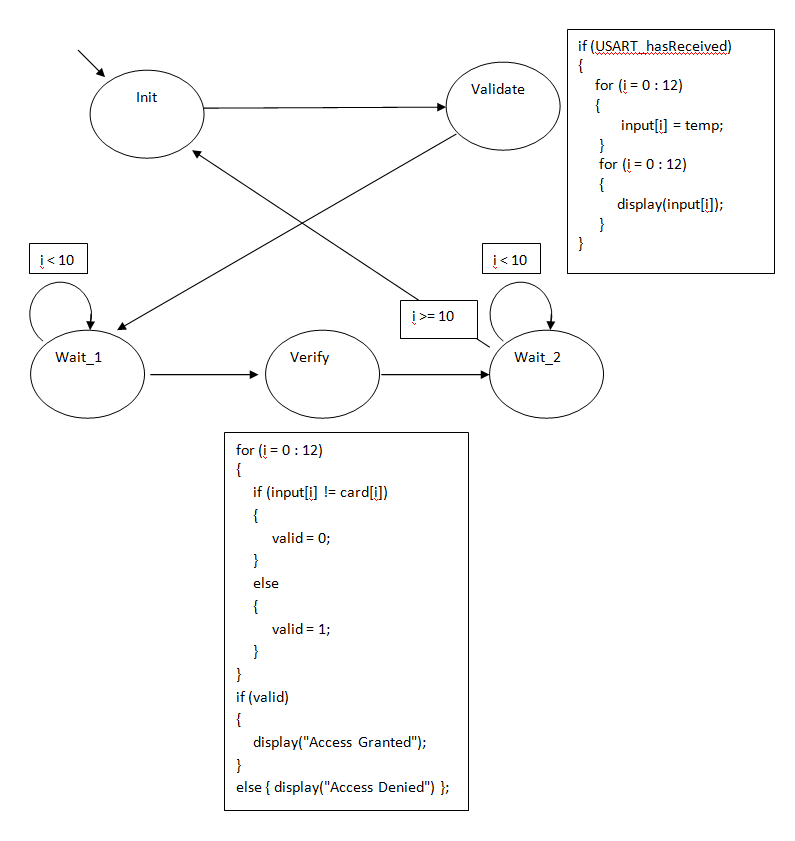 Init
Validate
if (USART_hasReceived)
{
for (i = 0 : 12)
{
input[i] = temp;
}
for (i = 0 : 12)
{
display(input[i]);
}
}
i < 10
i < 10
i >= 10
Wait_1
Verify
Wait_2
for (i = 0 : 12)
{
if (input[i] != card[i])
{
valid = 0;
}
else
{
valid = 1;
}
}
if (valid)
{
display("Access Granted");
}
else { display("Access Denied") };